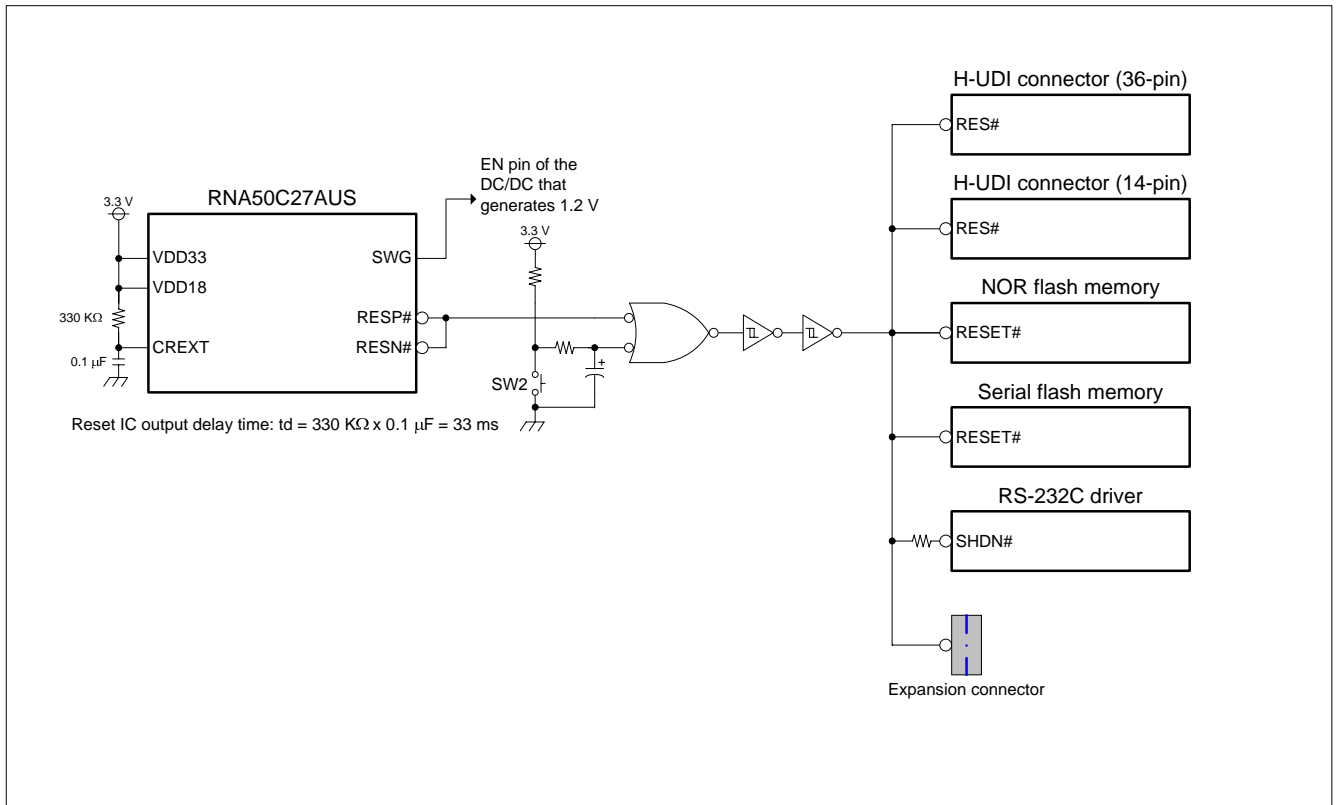 H-UDI connector (36-pin)
RES#
EN pin of the
DC/DC that
generates 1.2 V
H-UDI connector (14-pin)
RES#
RNA50C27AUS
3.3 V
VDD33
VDD18
330 KΩ
CREXT
0.1 µF
SWG
RESP#
RESN#
3.3 V
SW2
+
NOR flash memory
RESET#
Serial flash memory
RESET#
Reset IC output delay time: td = 330 KΩ x 0.1 µF = 33 ms
RS-232C driver
SHDN#
Expansion connector